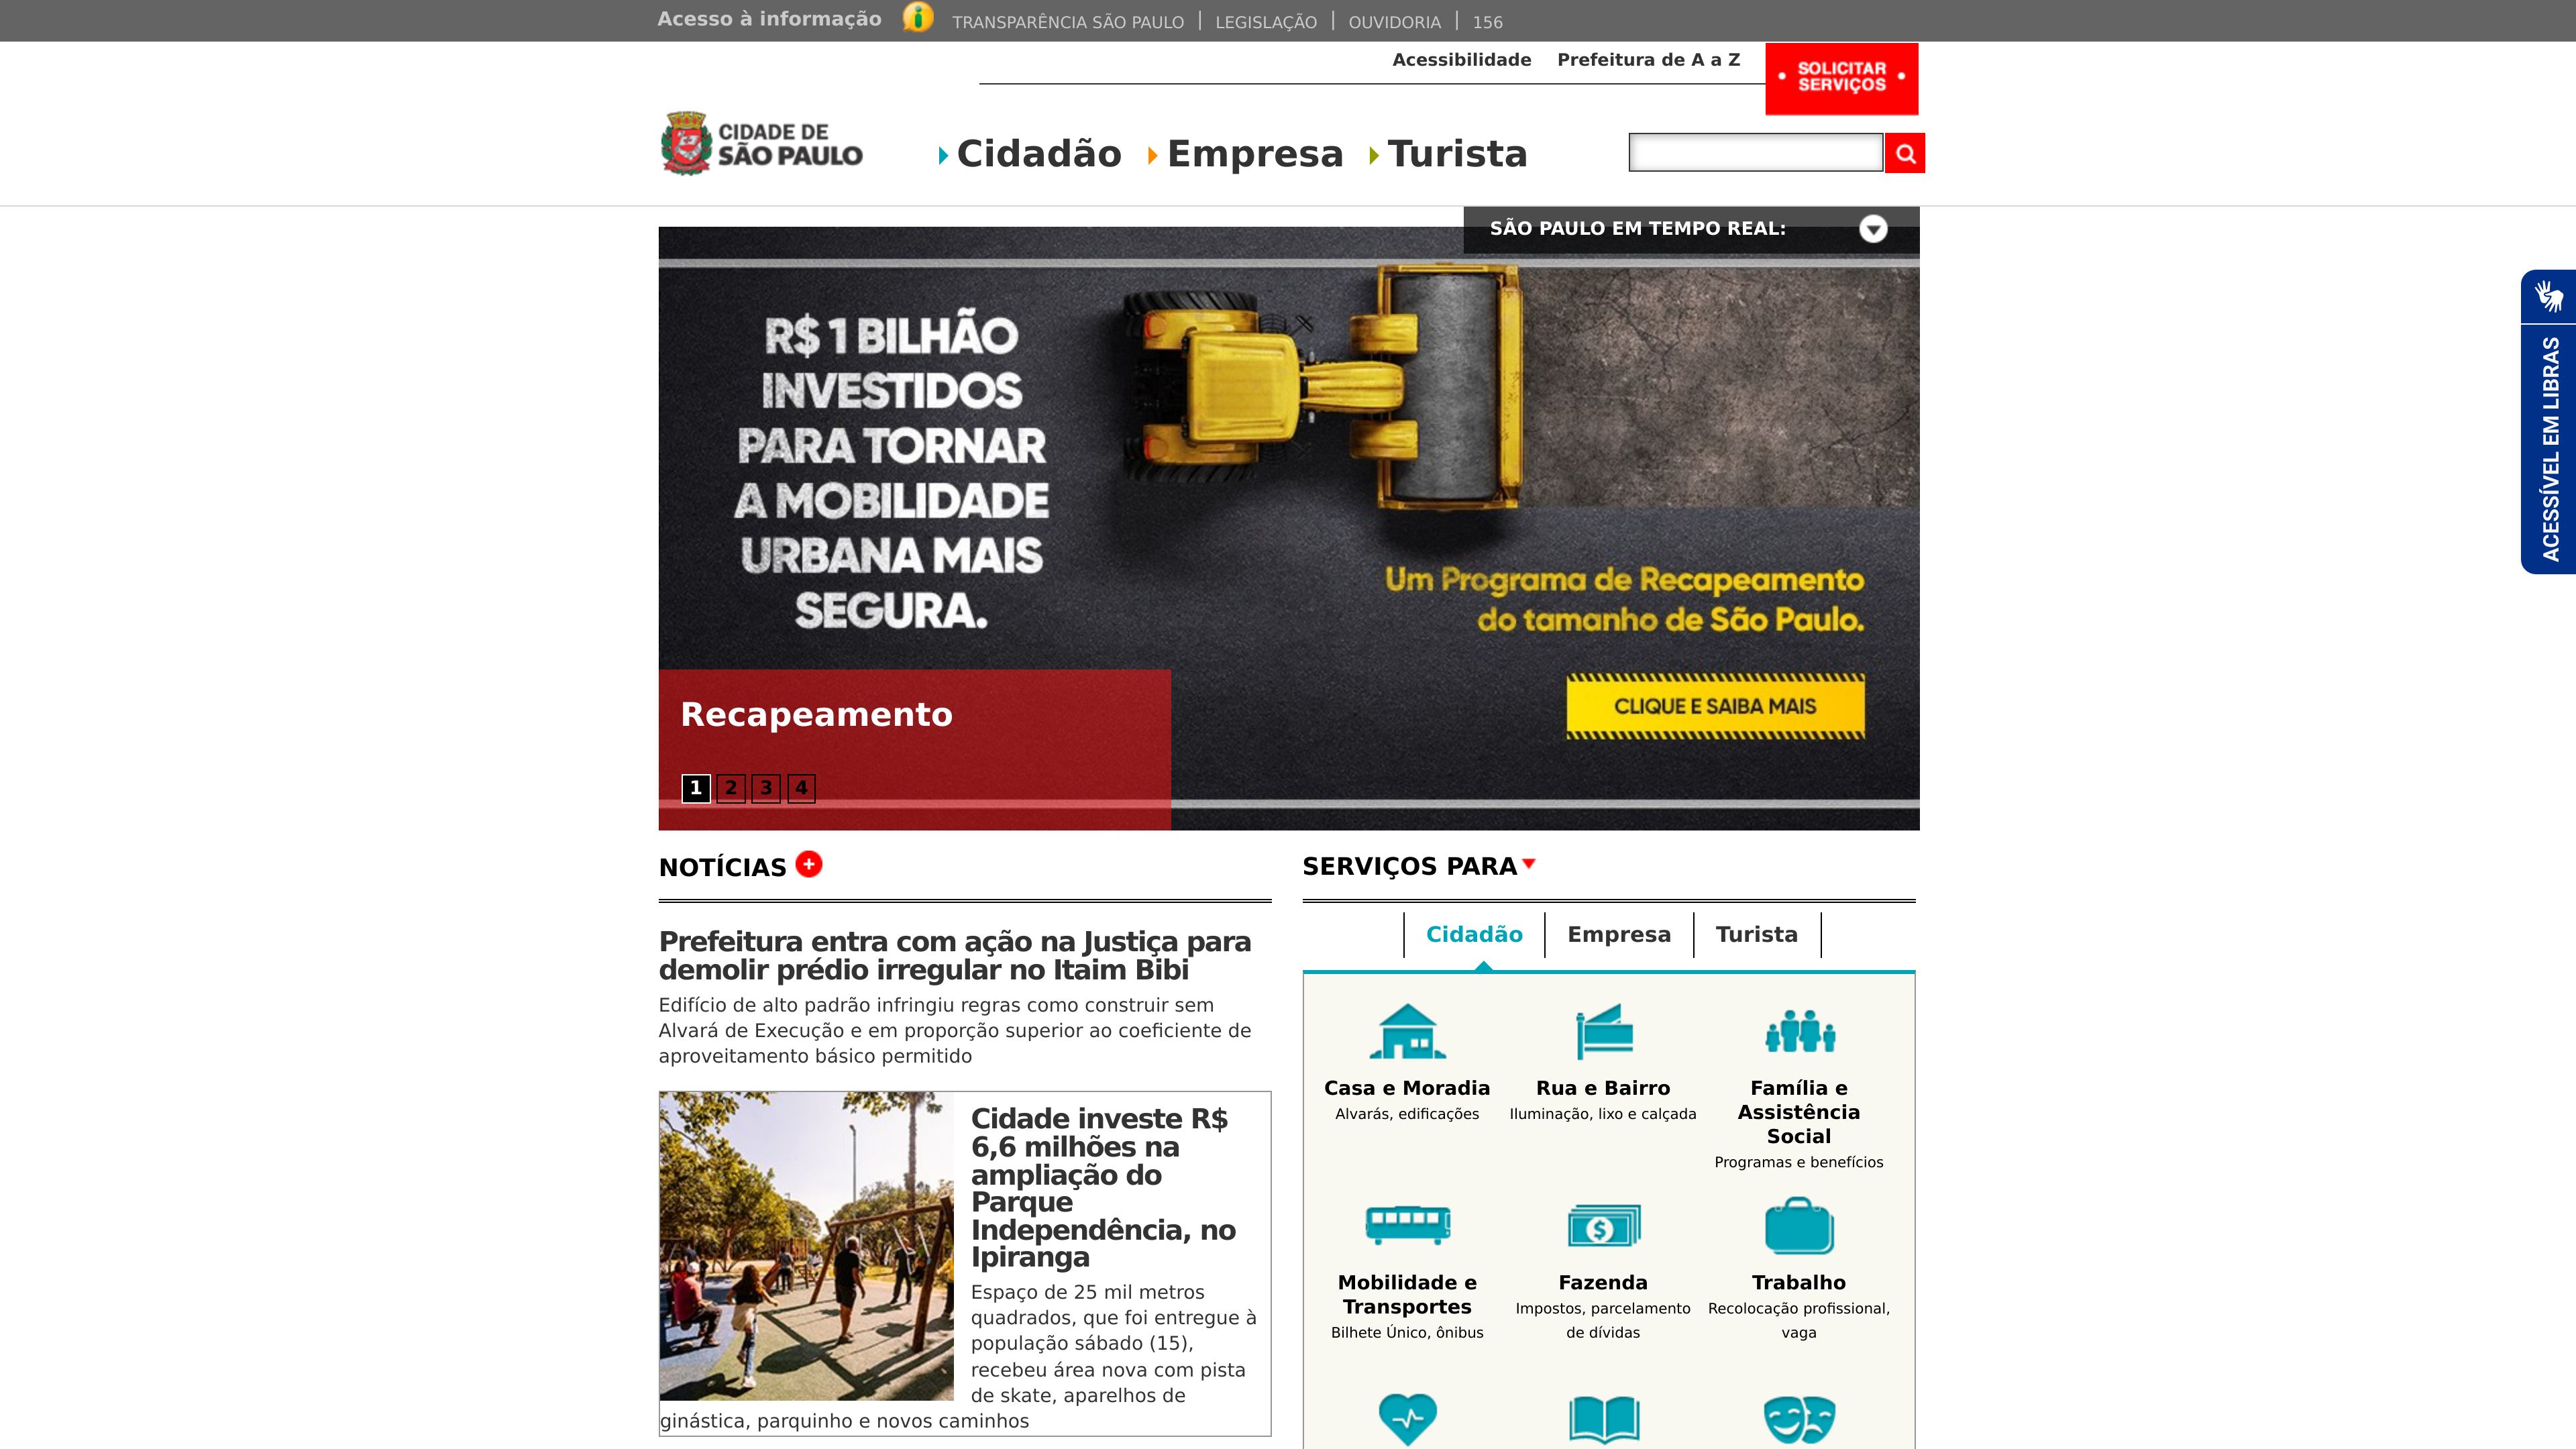 Acesso à informação
TRANSPARÊNCIA SÃO PAULO
LEGISLAÇÃO
OUVIDORIA
156
Acessibilidade
Prefeitura de A a Z
SOLICITAR
SERVIÇOS
CIDADE DE
SÃO PAULO
Cidadão
Empresa
Turista
SÃO PAULO EM TEMPO REAL:
ACESSÍVEL EM LIBRAS
R$ 1 BILHÃO
INVESTIDOS
PARA TORNAR
A MOBILIDADE
URBANA MAIS
SEGURA.
Um Programa de Recapeamento
do tamanho de São Paulo.
CLIQUE E SAIBA MAIS
Recapeamento
1 2 3 4
NOTÍCIAS
Prefeitura entra com ação na Justiça para
demolir prédio irregular no Itaim Bibi
Edifício de alto padrão infringiu regras como construir sem
Alvará de Execução e em proporção superior ao coeficiente de
aproveitamento básico permitido
Cidade investe R$
6,6 milhões na
ampliação do
Parque
Independência, no
Ipiranga
Espaço de 25 mil metros
quadrados, que foi entregue à
população sábado (15),
recebeu área nova com pista
de skate, aparelhos de
ginástica, parquinho e novos caminhos
SERVIÇOS PARA
Cidadão
Empresa
Turista
Casa e Moradia
Alvarás, edificações
Rua e Bairro
Iluminação, lixo e calçada
Família e
Assistência
Social
Programas e benefícios
Mobilidade e
Transportes
Bilhete Único, ônibus
Fazenda
Impostos, parcelamento
de dívidas
Trabalho
Recolocação profissional,
vaga